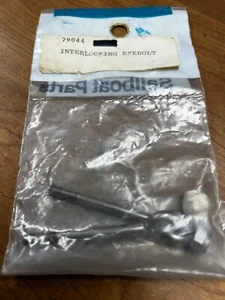 79044
INTERLOCKING EYEBOLT
Sailboat Parts